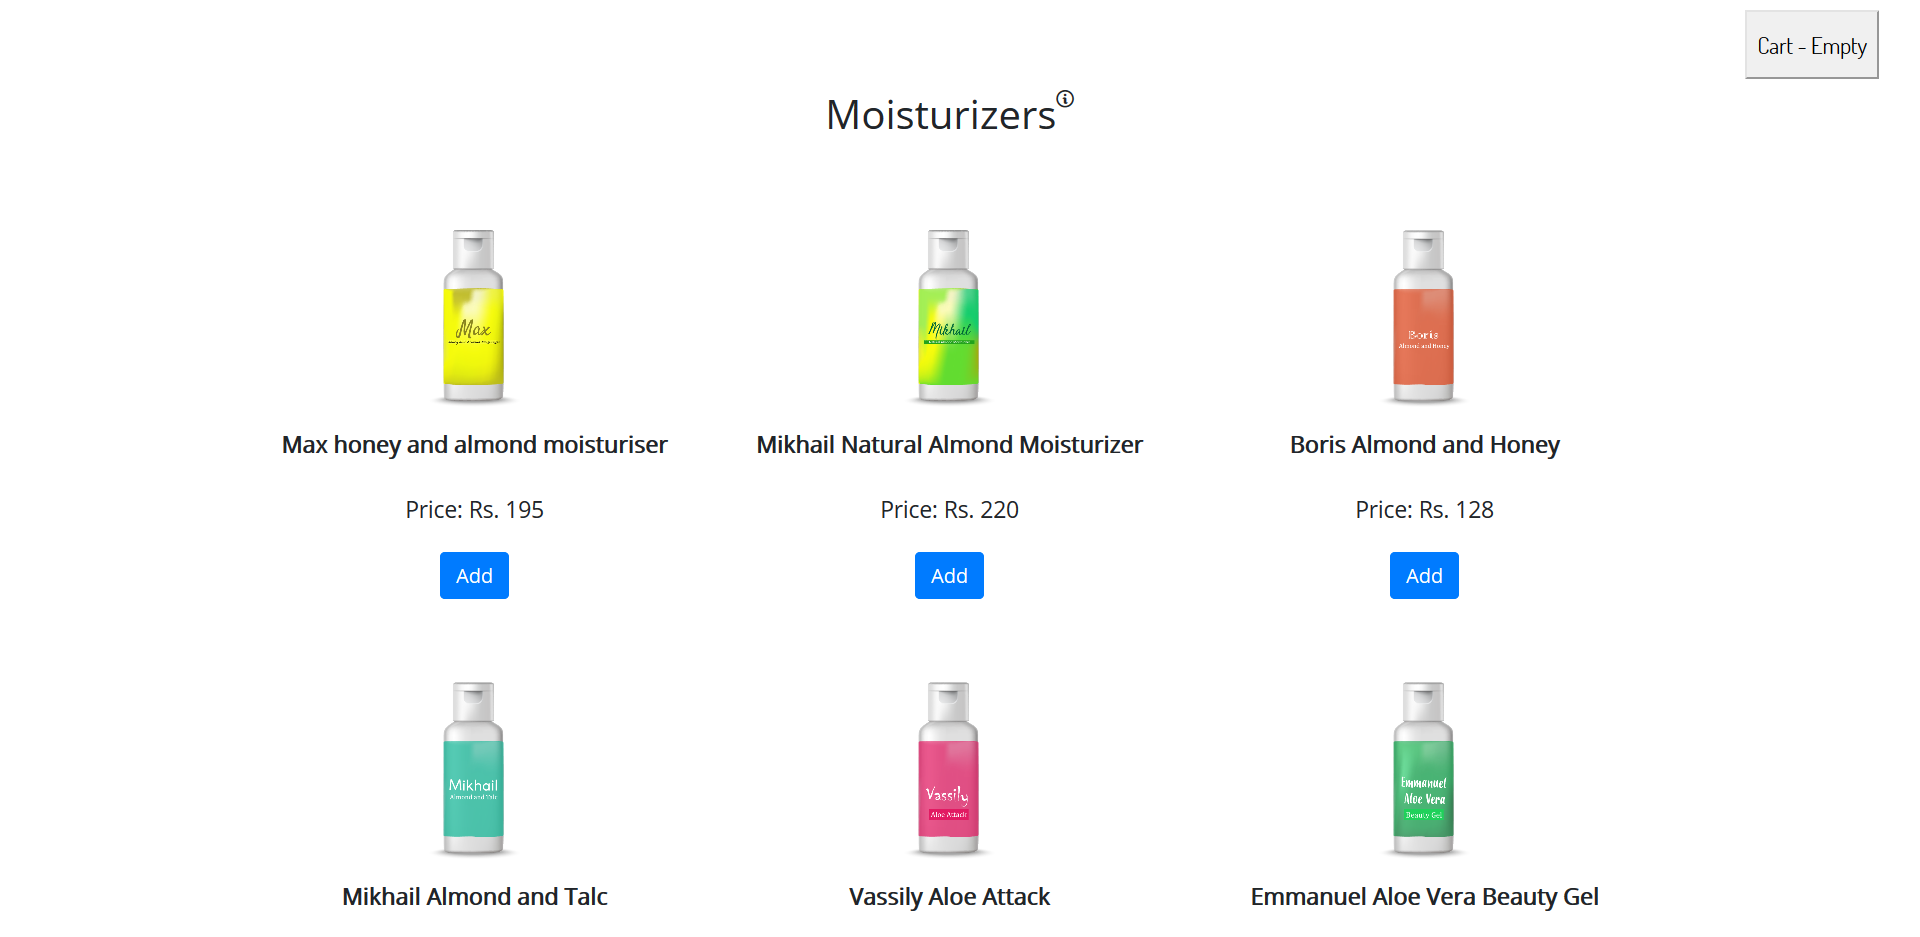 Cart - Empty
Moisturizers
Max
Mikhail
Boris
Almond and Honey
Max honey and almond moisturiser
Mikhail Natural Almond Moisturizer
Boris Almond and Honey
Price: Rs. 195
Price: Rs. 220
Price: Rs. 128
Add
Add
Add
Mikhail
Almond and Talc
Vassily
Aloe Attack
Emmanuel
Aloe Vera
Beauty Gel
Mikhail Almond and Talc
Vassily Aloe Attack
Emmanuel Aloe Vera Beauty Gel